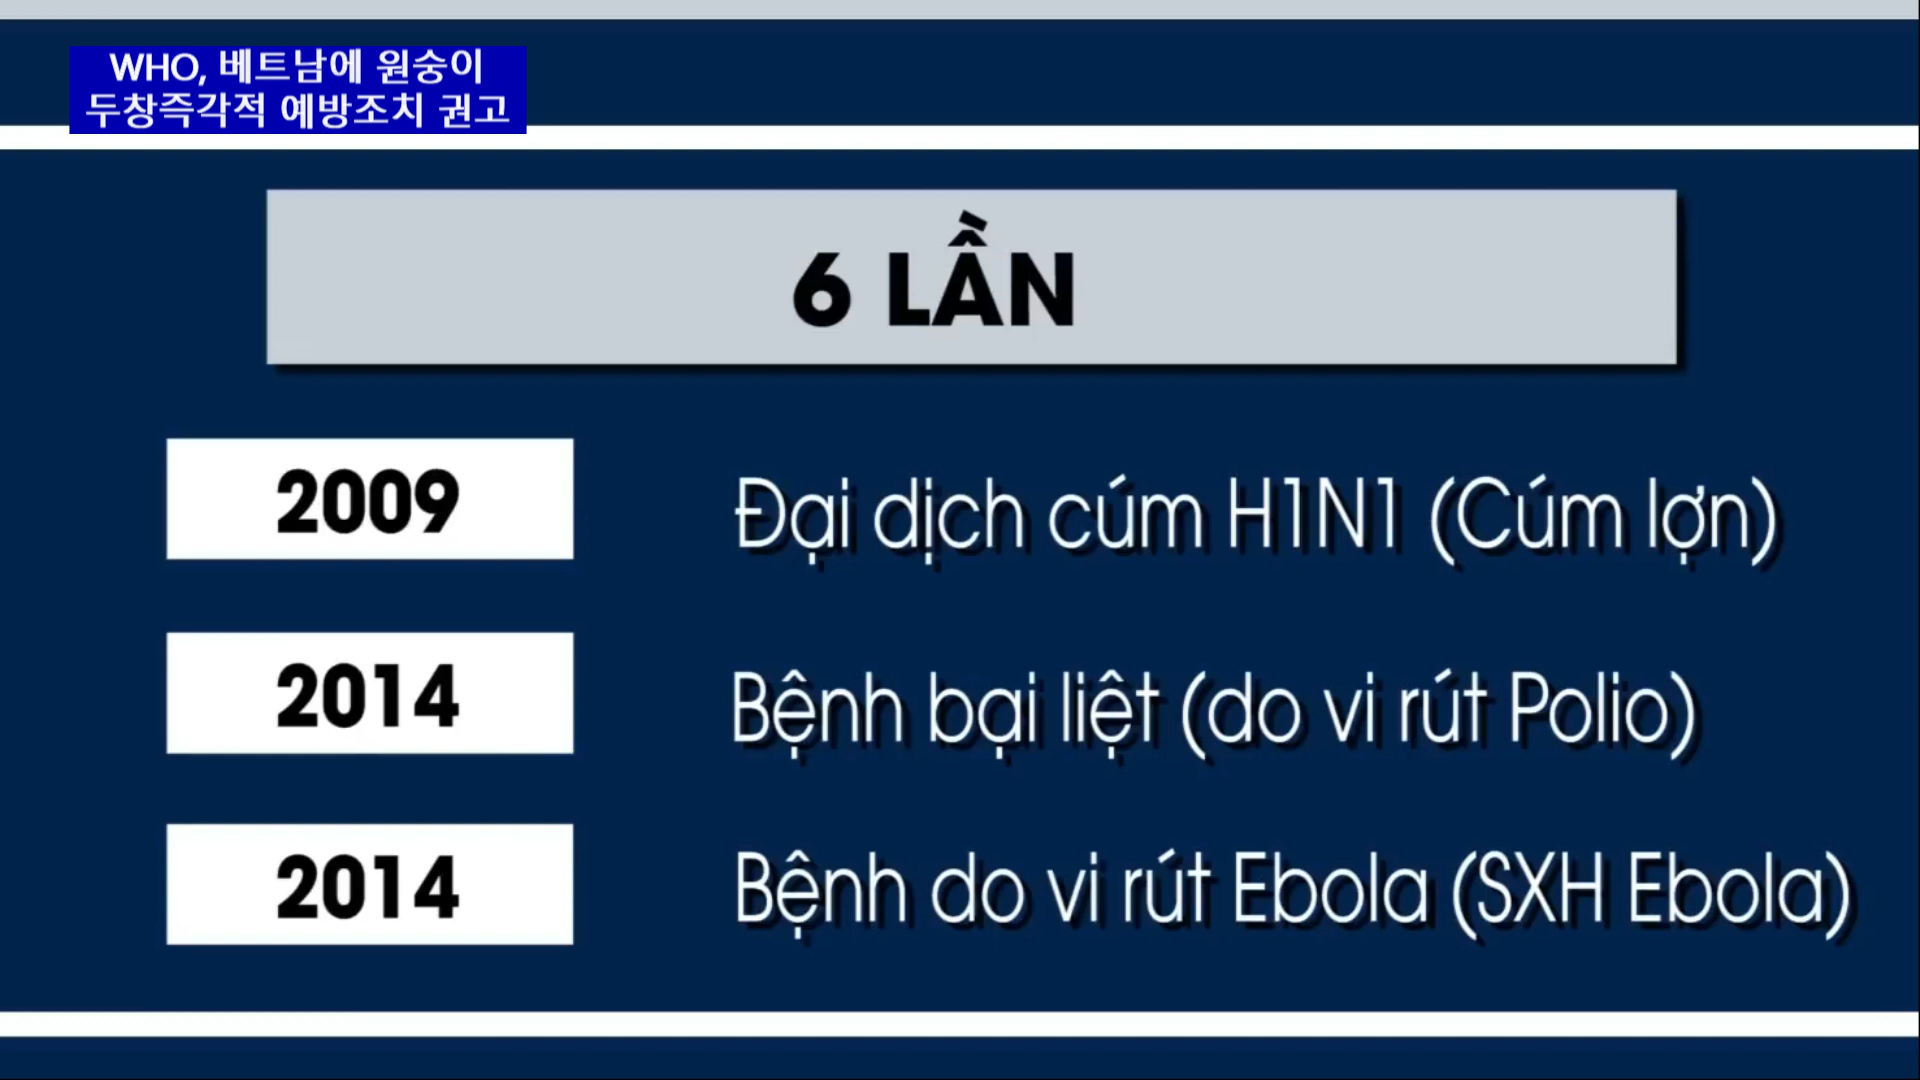 WHO, 베트남에 원숭이
두창즉각적 예방조치 권고
6 LẦN
2009 Đại dịch cúm H1N1 (Cúm lợn)
2014 Bệnh bại liệt (do vi rút Polio)
2014 Bệnh do vi rút Ebola (SXH Ebola)